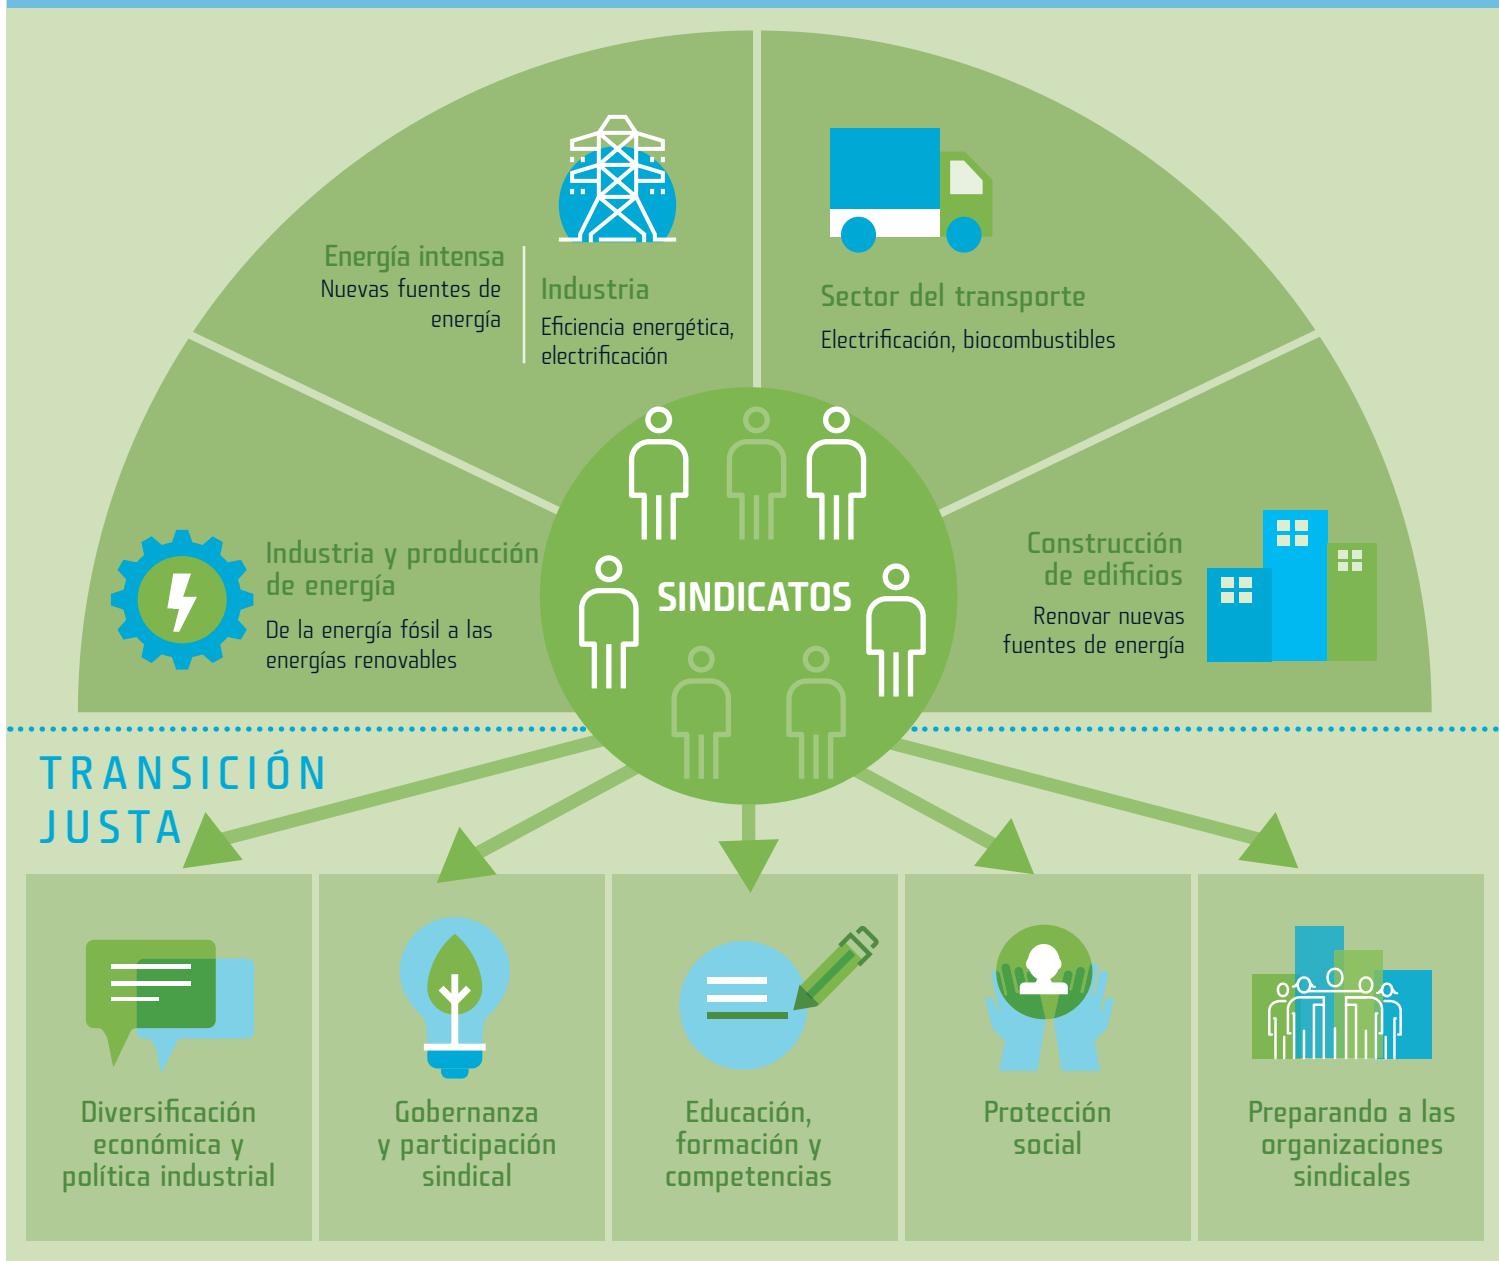 Energía intensa
Nuevas fuentes de
energía
Industria
Eficiencia energética,
electrificación
Sector del transporte
Electrificación, biocombustibles
Industria y producción
de energía
De la energía fósil a las
energías renovables
SINDICATOS
Construcción
de edificios
Renovar nuevas
fuentes de energía
TRANSICIÓN
JUSTA
Diversificación
económica y
política industrial
Gobernanza
y participación
sindical
Educación,
formación y
competencias
Protección
social
Preparando a las
organizaciones
sindicales